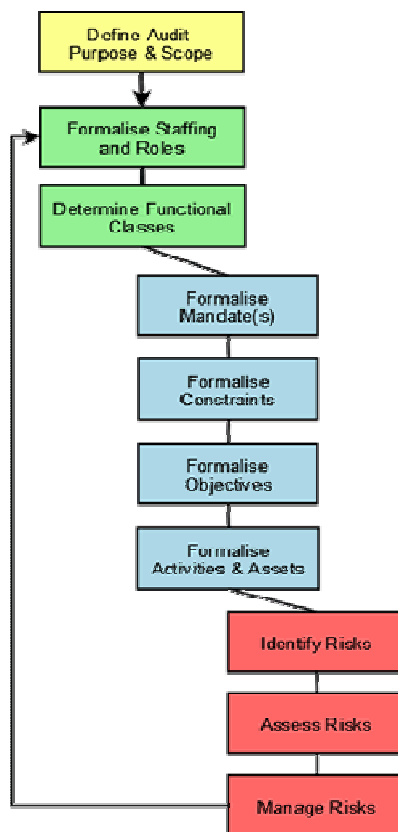 Define Audit
Purpose & Scope
Formalise Staffing
and Roles
Determine Functional
Classes
Formalise
Mandate(s)
Formalise
Constraints
Formalise
Objectives
Formalise
Activities & Assets
Identify Risks
Assess Risks
Manage Risks